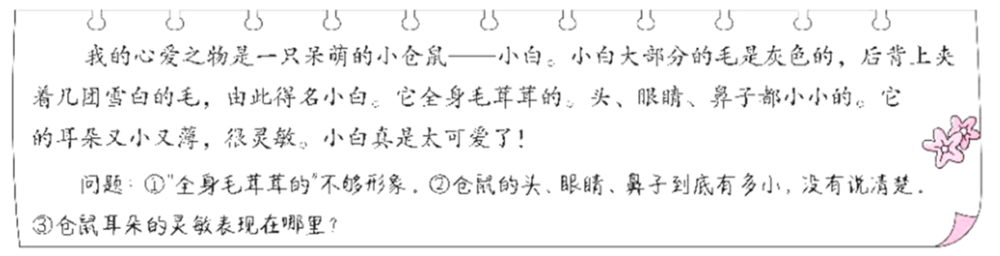 我的心爱之物是一只呆萌的小仓鼠——小白。小白大部分的毛是灰色的，后背上夹
着几团雪白的毛，由此得名小白。它全身毛茸茸的。头、眼睛、鼻子都小小的。它
的耳朵又小又薄，很灵敏。小白真是太可爱了！
问题：①"全身毛茸茸的"不够形象。②仓鼠的头、眼睛、鼻子到底有多小，没有说清楚。
③仓鼠耳朵的灵敏表现在哪里？